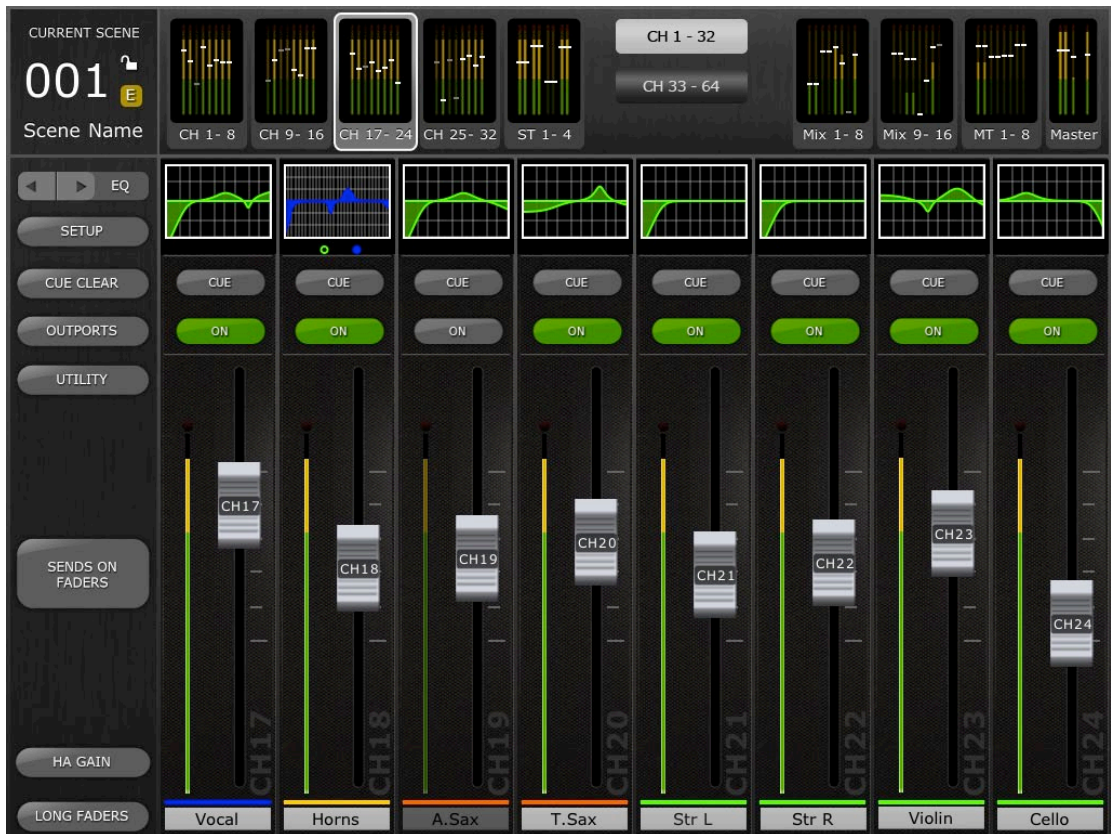 CURRENT SCENE
001
E
Scene Name
CH 1- 8
CH 9- 16
CH 17- 24
CH 25- 32
ST 1- 4
CH 1 - 32
CH 33 - 64
Mix 1- 8
Mix 9- 16
MT 1- 8
Master
EQ
SETUP
CUE CLEAR
OUTPORTS
UTILITY
SENDS ON
FADERS
HA GAIN
LONG FADERS
CUE CUE CUE CUE CUE CUE CUE CUE
ON ON ON ON ON ON ON ON
CH17
CH18
CH19
CH20
CH21
CH22
CH23
CH24
CH17 CH18 CH19 CH20 CH21 CH22 CH23 CH24
Vocal Horns A.Sax T.Sax Str L Str R Violin Cello